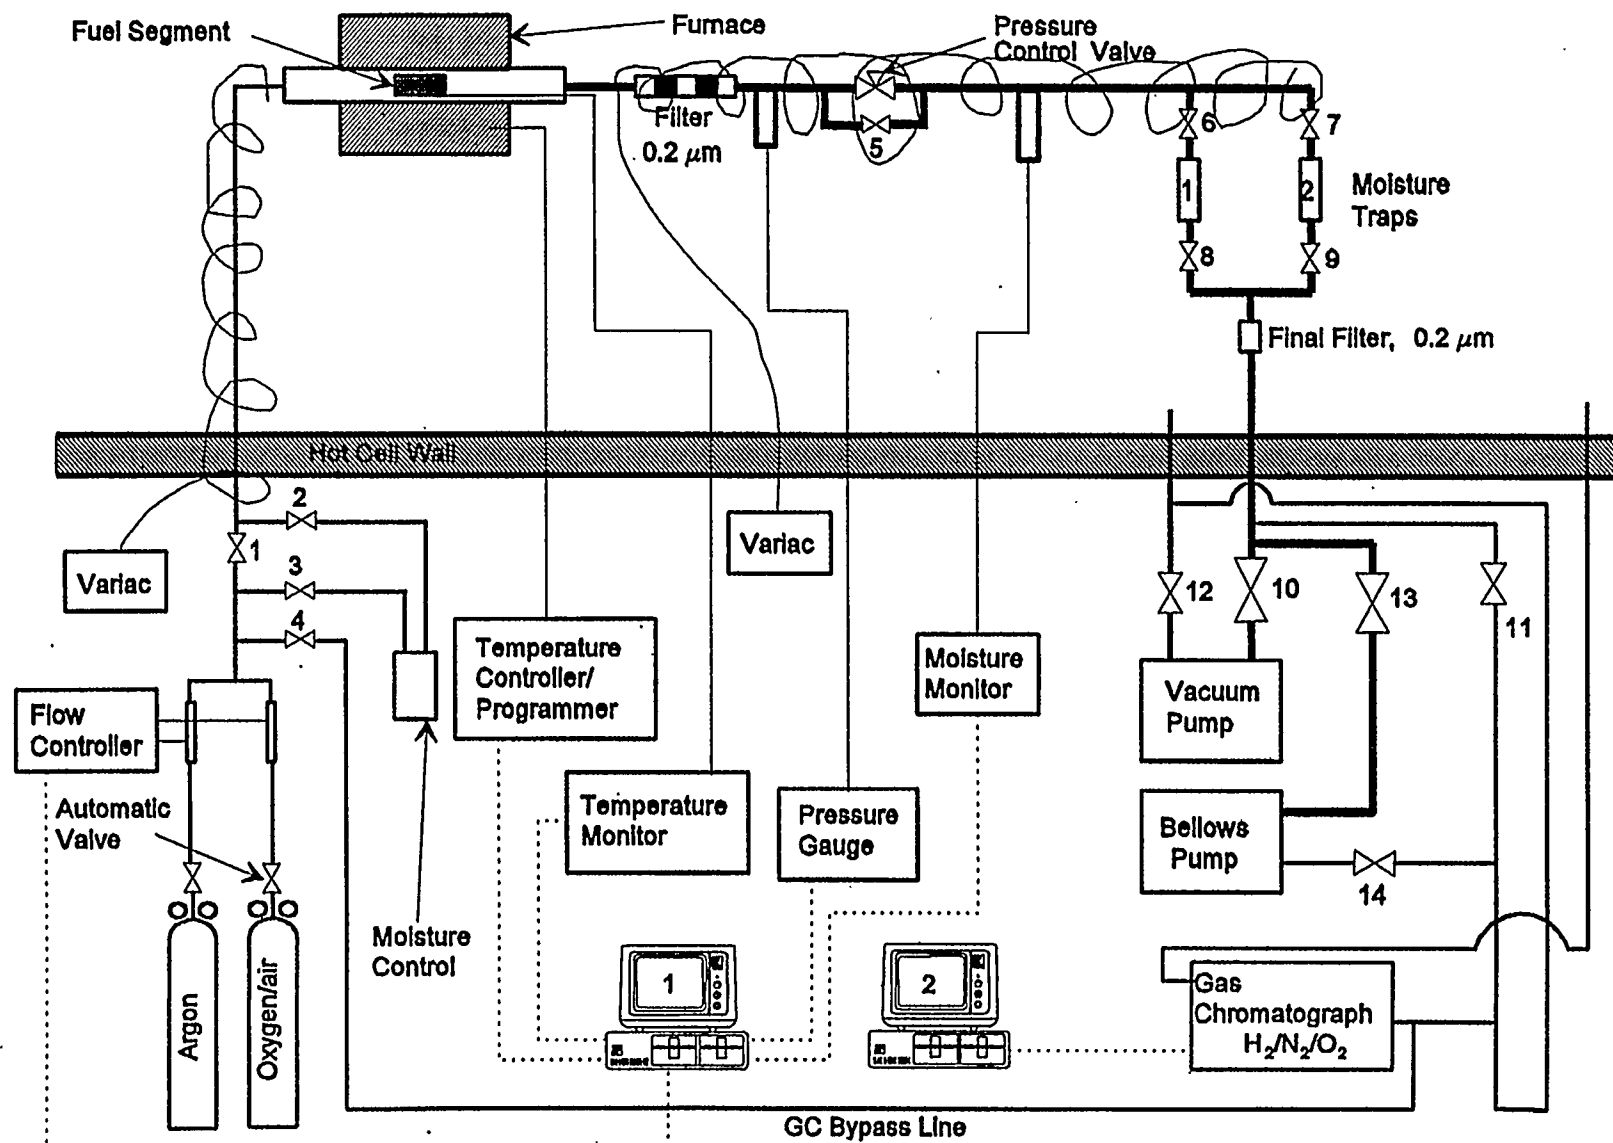 Fuel Segment
Furnace
Pressure
Control Valve
Filter
0.2 μm
5
6
7
1
2
Moisture
Traps
8
9
Final Filter, 0.2 μm
Hot Cell Wall
2
1
3
4
Variac
Variac
12
10
13
11
Temperature
Controller/
Programmer
Moisture
Monitor
Vacuum
Pump
Flow
Controller
Automatic
Valve
Temperature
Monitor
Pressure
Gauge
Bellows
Pump
14
Moisture
Control
Argon
Oxygen/air
1
2
Gas
Chromatograph
H₂/N₂/O₂
GC Bypass Line